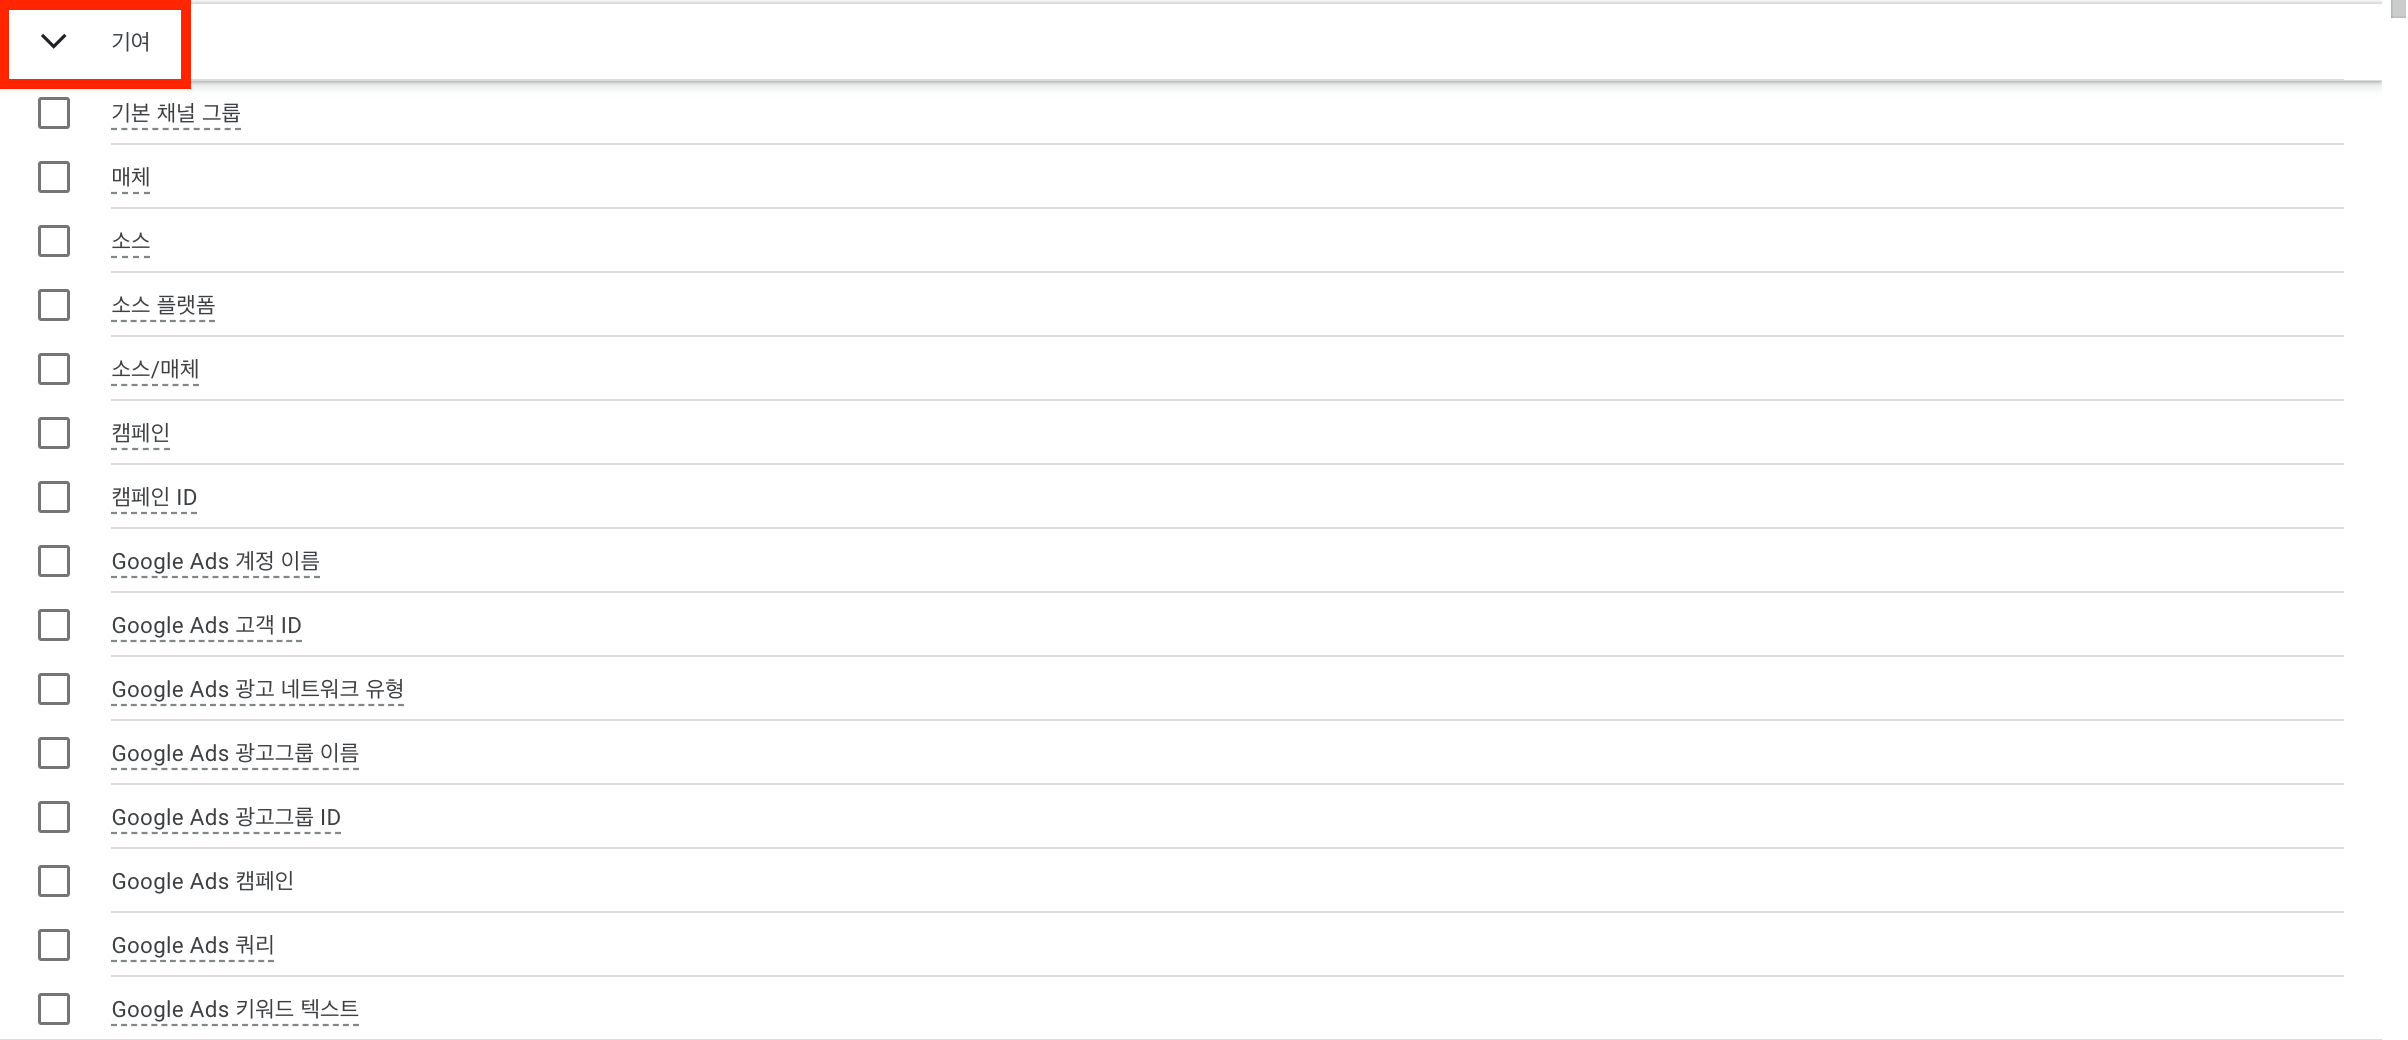 기여
기본 채널 그룹
매체
소스
소스 플랫폼
소스/매체
캠페인
캠페인 ID
Google Ads 계정 이름
Google Ads 고객 ID
Google Ads 광고 네트워크 유형
Google Ads 광고그룹 이름
Google Ads 광고그룹 ID
Google Ads 캠페인
Google Ads 쿼리
Google Ads 키워드 텍스트